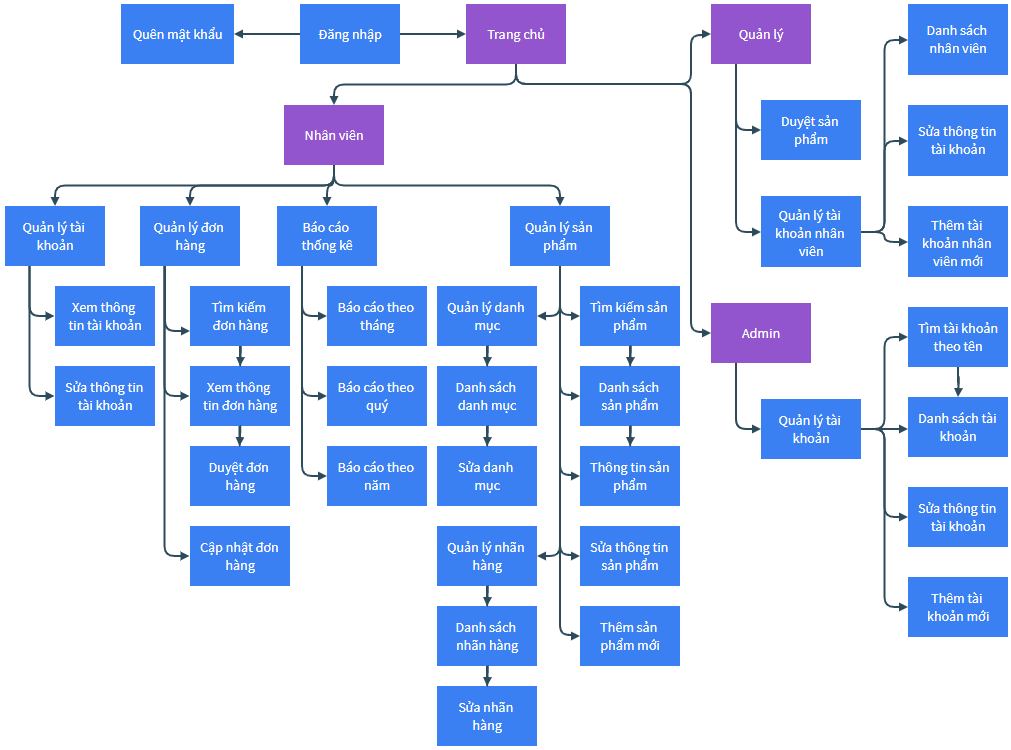 Quên mật khẩu
Đăng nhập
Trang chủ
Quản lý
Danh sách
nhân viên
Nhân viên
Duyệt sản
phẩm
Sửa thông tin
tài khoản
Quản lý tài
khoản nhân
viên
Thêm tài
khoản nhân
viên mới
Quản lý tài
khoản
Quản lý đơn
hàng
Báo cáo
thống kê
Quản lý sản
phẩm
Xem thông
tin tài khoản
Sửa thông tin
tài khoản
Tìm kiếm
đơn hàng
Xem thông
tin đơn hàng
Duyệt đơn
hàng
Cập nhật đơn
hàng
Báo cáo theo
tháng
Báo cáo theo
quý
Báo cáo theo
năm
Quản lý danh
mục
Danh sách
danh mục
Sửa danh
mục
Quản lý nhãn
hàng
Danh sách
nhãn hàng
Sửa nhãn
hàng
Tìm kiếm sản
phẩm
Danh sách
sản phẩm
Thông tin sản
phẩm
Sửa thông tin
sản phẩm
Thêm sản
phẩm mới
Admin
Quản lý tài
khoản
Tìm tài khoản
theo tên
Danh sách tài
khoản
Sửa thông tin
tài khoản
Thêm tài
khoản mới